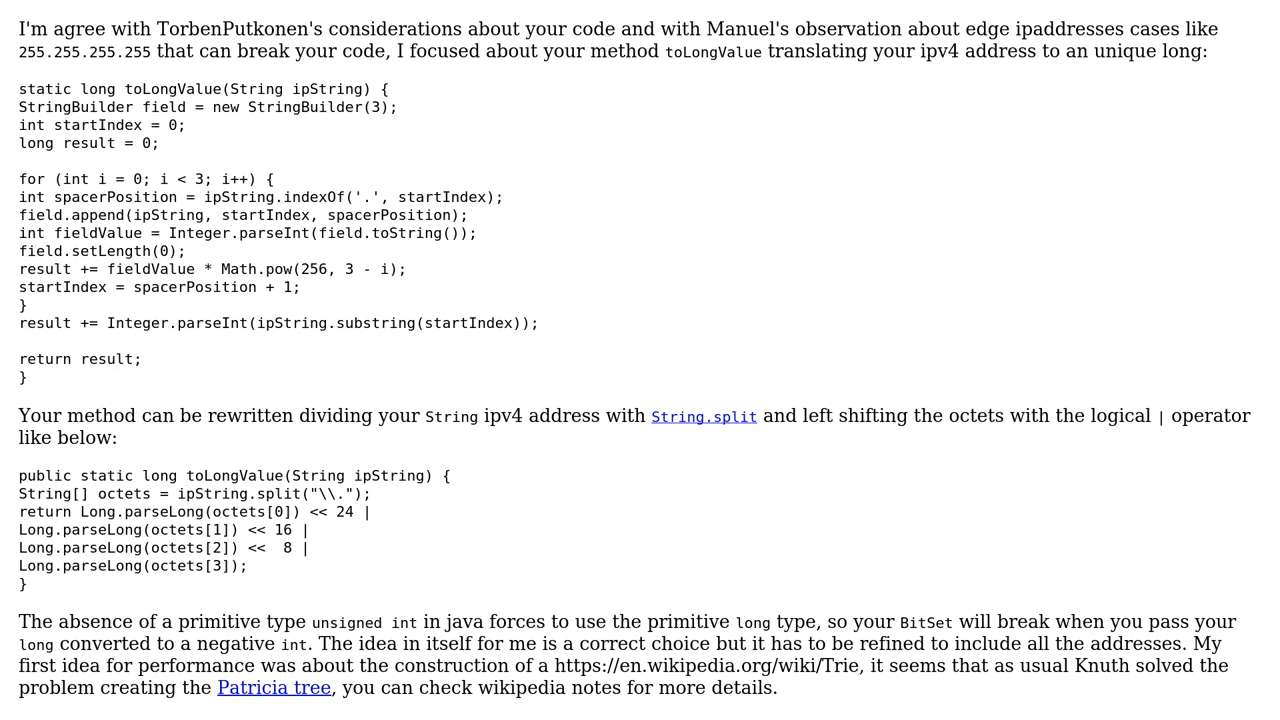 I'm agree with TorbenPutkonen's considerations about your code and with Manuel's observation about edge ipaddresses cases like
255.255.255.255 that can break your code, I focused about your method toLongValue translating your ipv4 address to an unique long:
static long toLongValue(String ipString) {
StringBuilder field = new StringBuilder(3);
int startIndex = 0;
long result = 0;
for (int i = 0; i < 3; i++) {
int spacerPosition = ipString.indexOf('.', startIndex);
field.append(ipString, startIndex, spacerPosition);
int fieldValue = Integer.parseInt(field.toString());
field.setLength(0);
result += fieldValue * Math.pow(256, 3 - i);
startIndex = spacerPosition + 1;
}
result += Integer.parseInt(ipString.substring(startIndex));
return result;
}
Your method can be rewritten dividing your String ipv4 address with String.split and left shifting the octets with the logical | operator
like below:
public static long toLongValue(String ipString) {
String[] octets = ipString.split("\\.");
return Long.parseLong(octets[0]) << 24 |
Long.parseLong(octets[1]) << 16 |
Long.parseLong(octets[2]) <<  8 |
Long.parseLong(octets[3]);
}
The absence of a primitive type unsigned int in java forces to use the primitive long type, so your BitSet will break when you pass your
long converted to a negative int. The idea in itself for me is a correct choice but it has to be refined to include all the addresses. My
first idea for performance was about the construction of a https://en.wikipedia.org/wiki/Trie, it seems that as usual Knuth solved the
problem creating the Patricia tree, you can check wikipedia notes for more details.